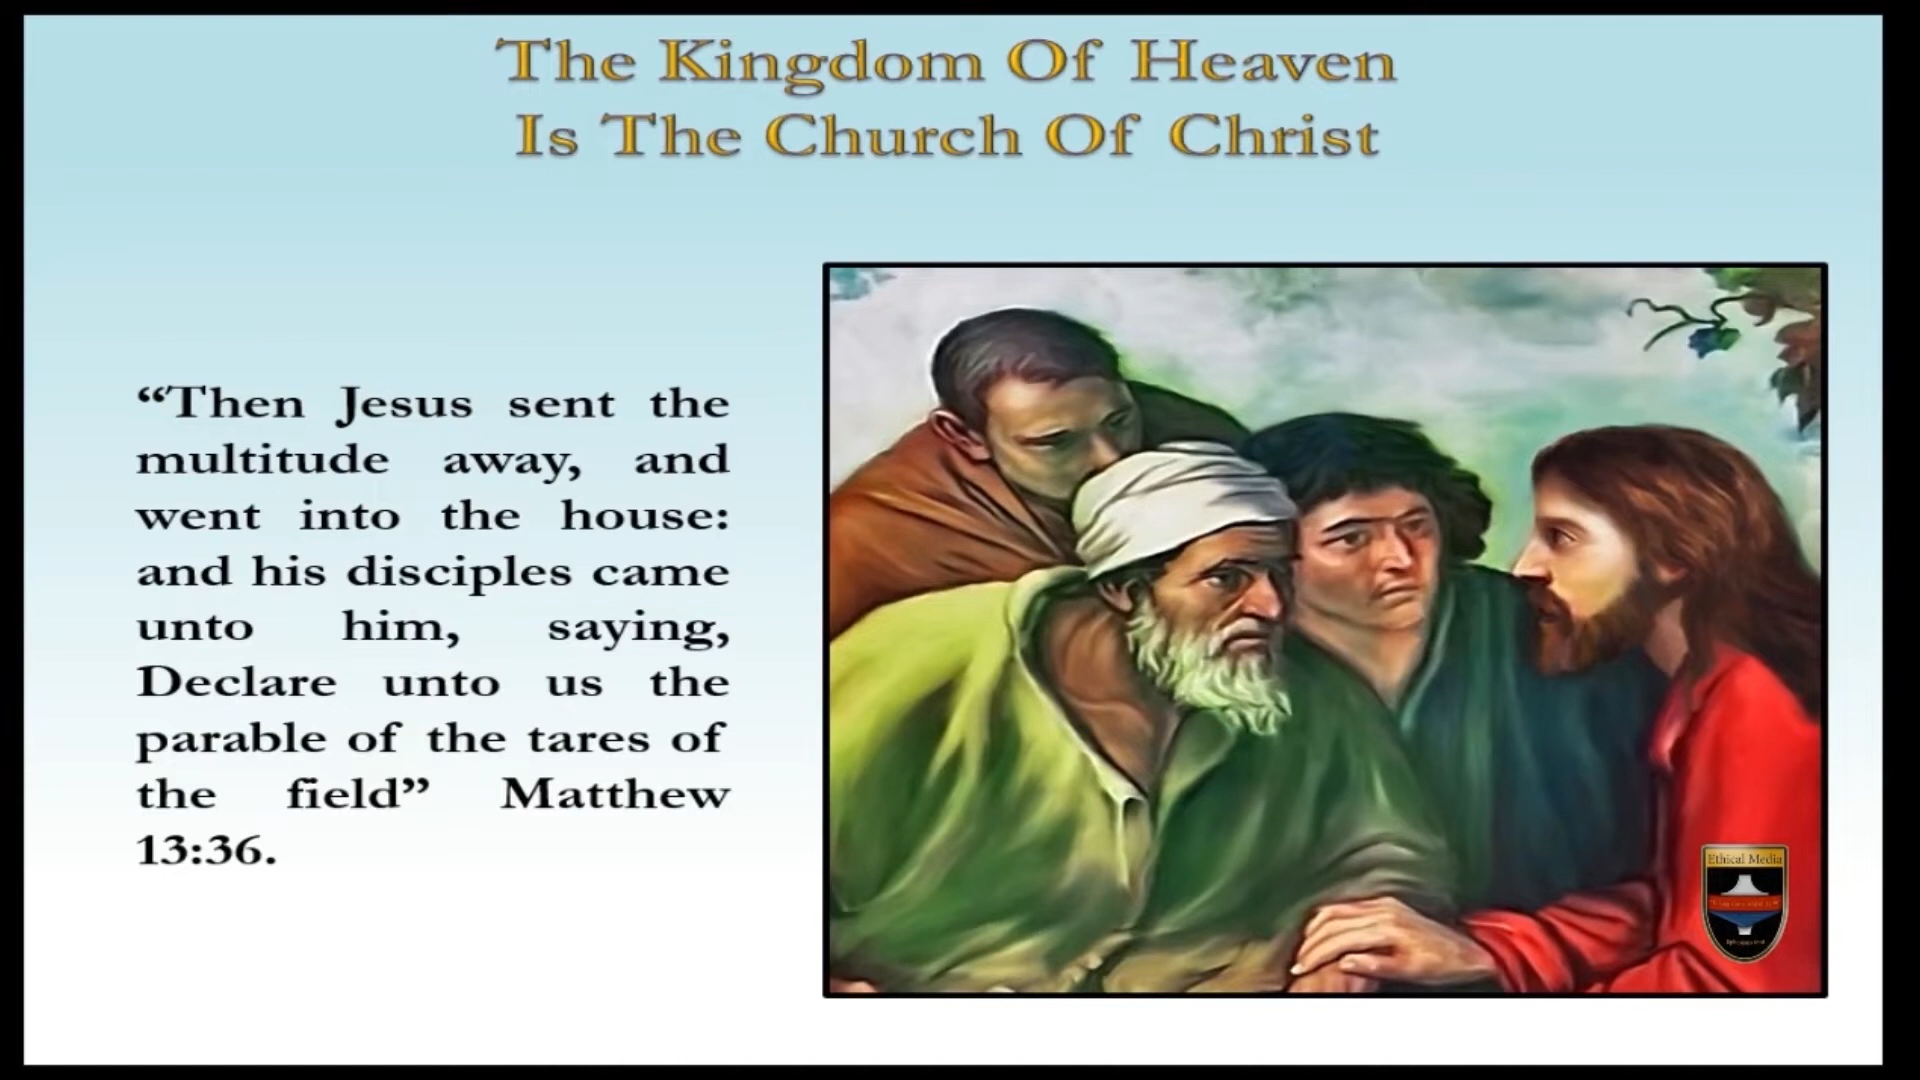 The Kingdom Of Heaven
Is The Church Of Christ
“Then Jesus sent the
multitude away, and
went into the house:
and his disciples came
unto him, saying,
Declare unto us the
parable of the tares of
the field” Matthew
13:36.
Ethical Media